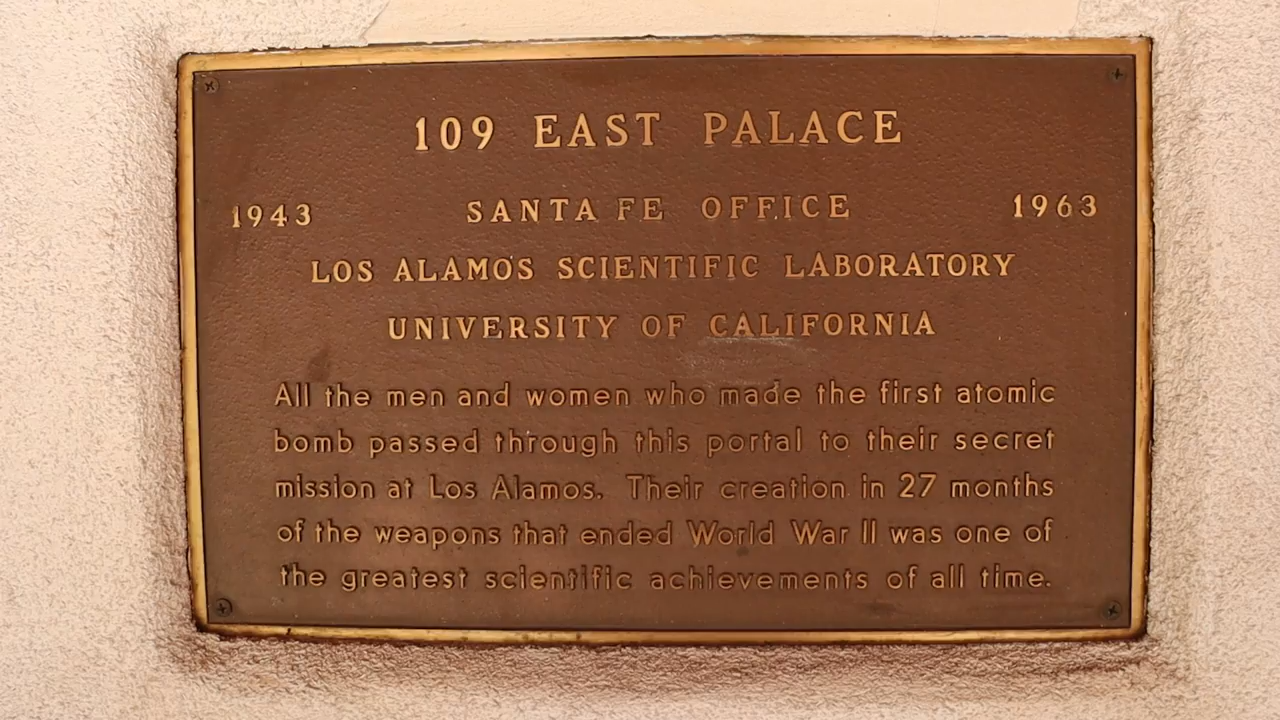 109 EAST PALACE
1943 SANTA FE OFFICE 1963
LOS ALAMOS SCIENTIFIC LABORATORY
UNIVERSITY OF CALIFORNIA
All the men and women who made the first atomic
bomb passed through this portal to their secret
mission at Los Alamos. Their creation in 27 months
of the weapons that ended World War II was one of
the greatest scientific achievements of all time.